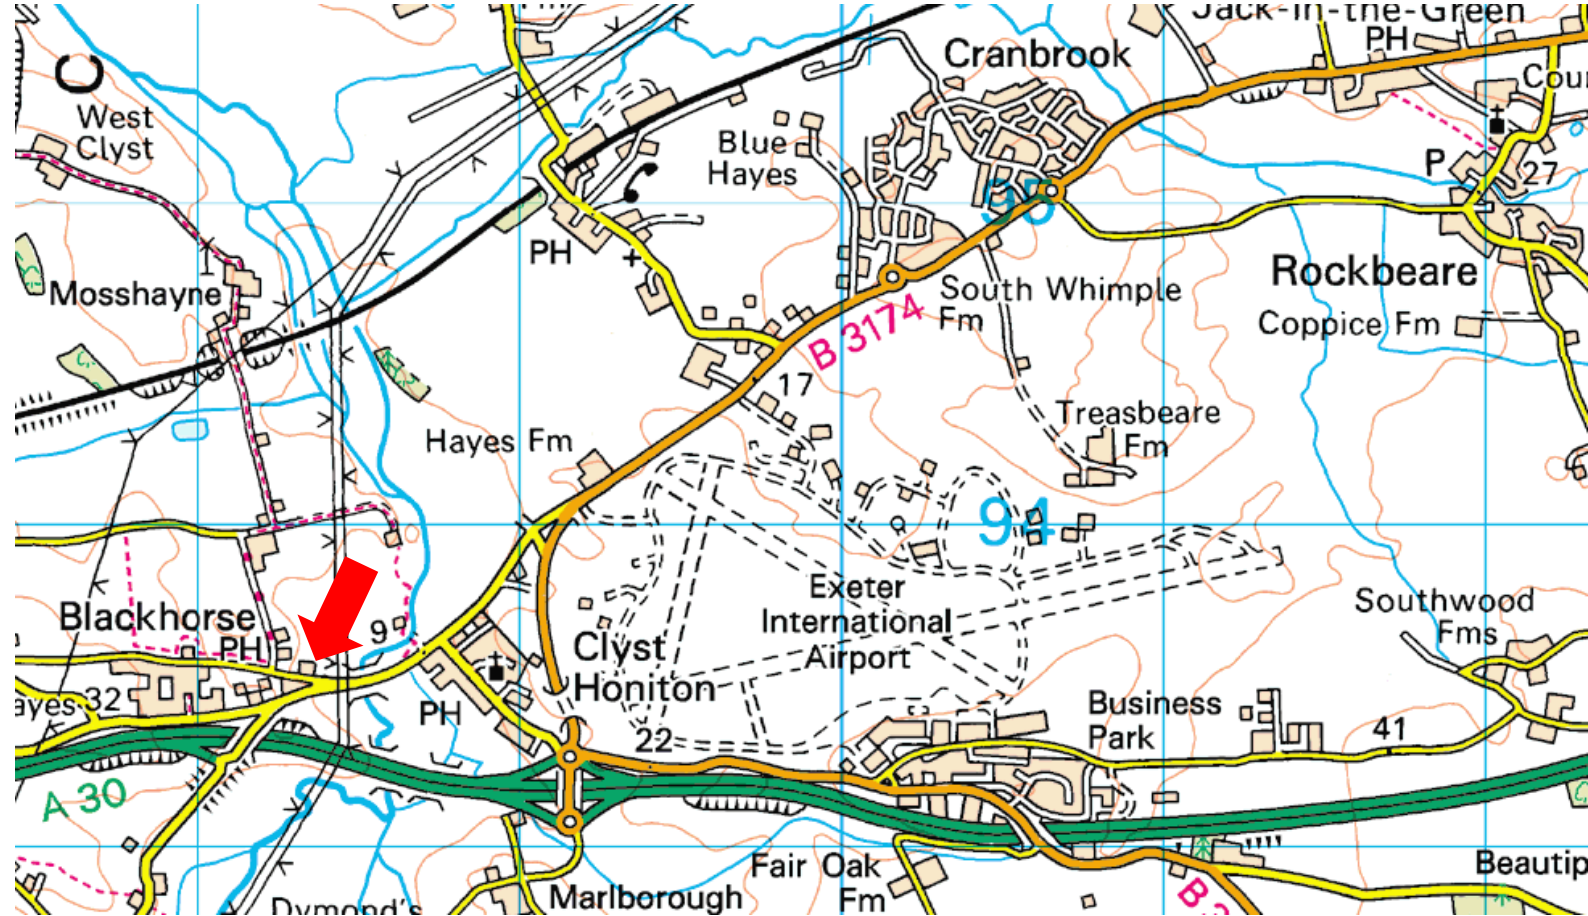 Jack-in-the-Green
PH
Cranbrook
West
Clyst
Blue
Hayes
P
27
95
PH
Mosshayne
South Whimple
Fm
Rockbeare
Coppice Fm
B 3174
17
Treasbeare
Fm
Hayes Fm
94
Exeter
International
Airport
Southwood
Fms
Blackhorse
PH
9
Clyst
Honiton
32
PH
22
Business
Park
41
A 30
Fair Oak
Fm
Marlborough
Dymond's
B 3